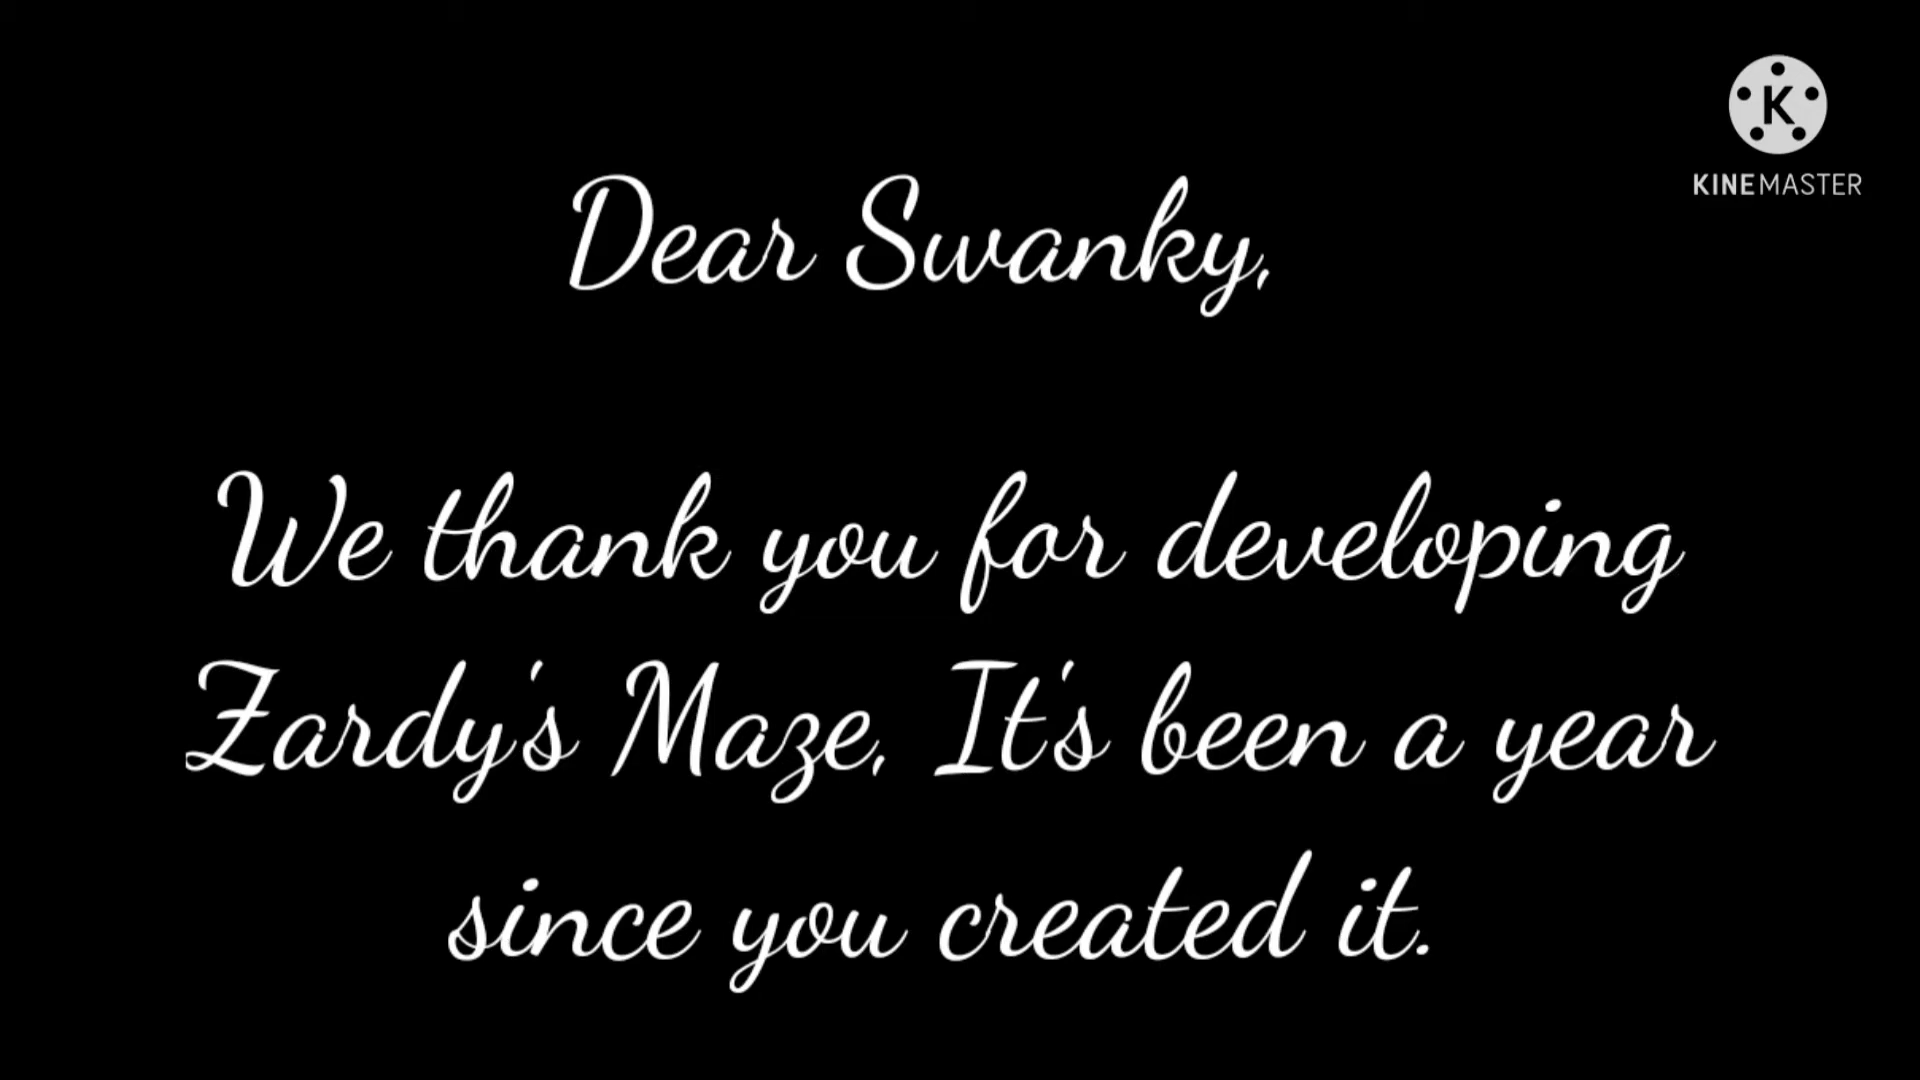 K
KINEMASTER
Dear Swanky,
We thank you for developing
Zardy's Maze, It's been a year
since you created it.